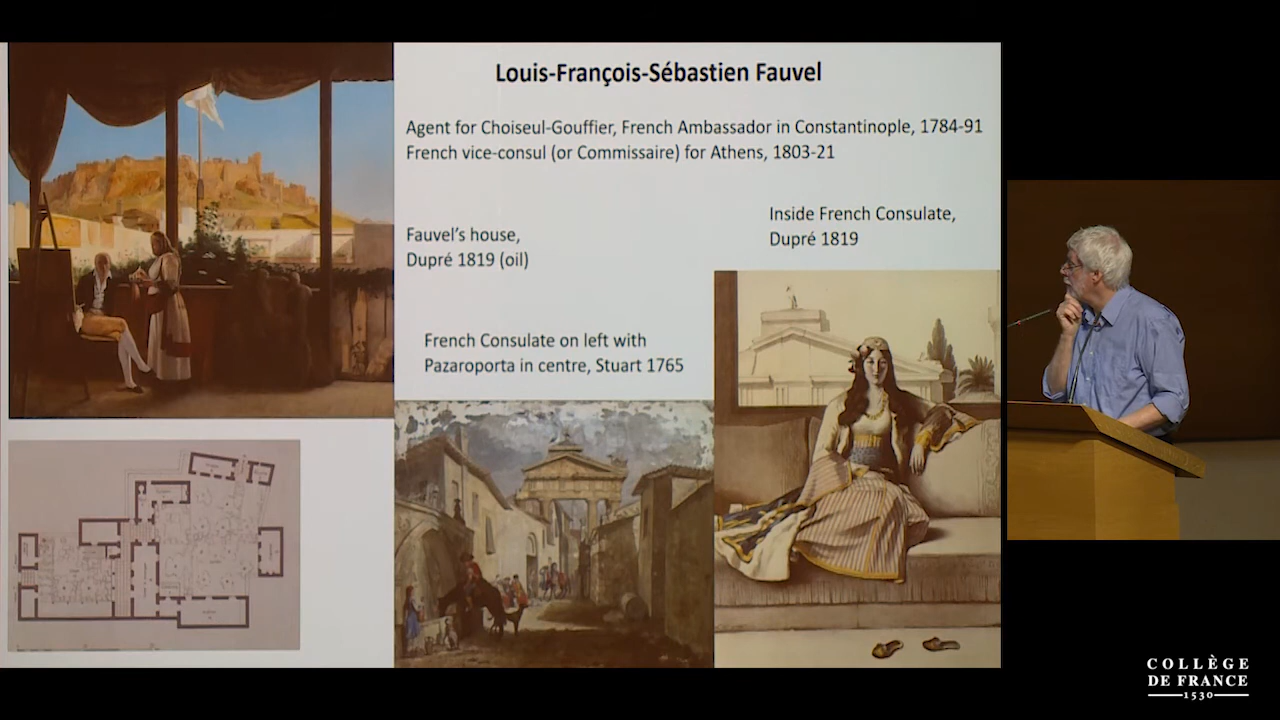 Louis-François-Sébastien Fauvel
Agent for Choiseul-Gouffier, French Ambassador in Constantinople, 1784-91
French vice-consul (or Commissaire) for Athens, 1803-21
Inside French Consulate,
Dupré 1819
Fauvel's house,
Dupré 1819 (oil)
French Consulate on left with
Pazaroporta in centre, Stuart 1765
COLLÈGE
DE FRANCE
1530